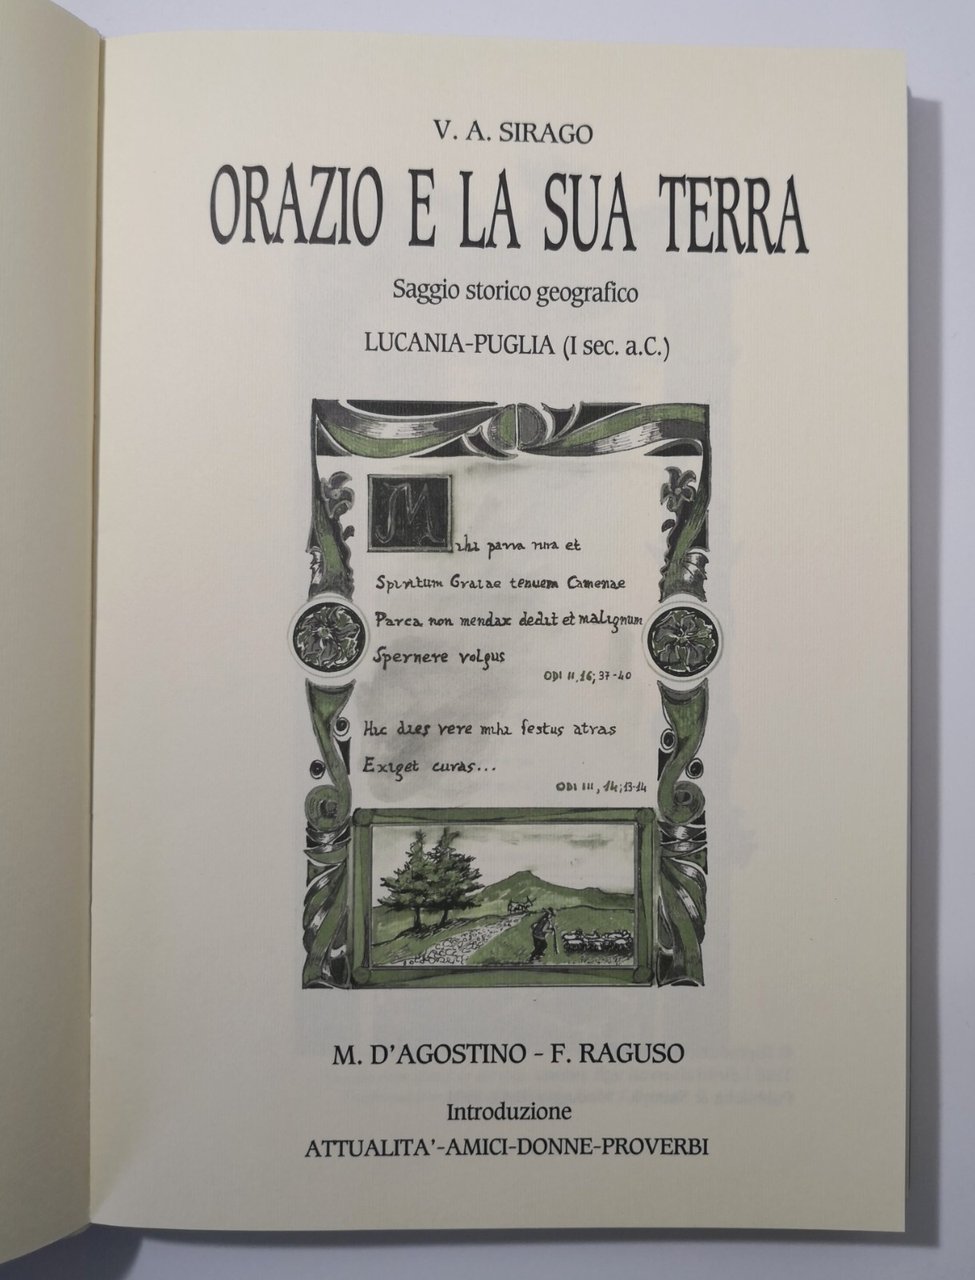 V. A. SIRAGO
ORAZIO E LA SUA TERRA
Saggio storico geografico
LUCANIA-PUGLIA (I sec. a.C.)
Mihi parva rura et
Spiritum Graiae tenuem Camenae
Parca non mendax dedit et malignum
Spernere volgus
ODI II, 16; 37-40
Hic dies vere mihi festus atras
Exiget curas...
ODI III, 14; 13-14
M. D'AGOSTINO - F. RAGUSO
Introduzione
ATTUALITA'-AMICI-DONNE-PROVERBI